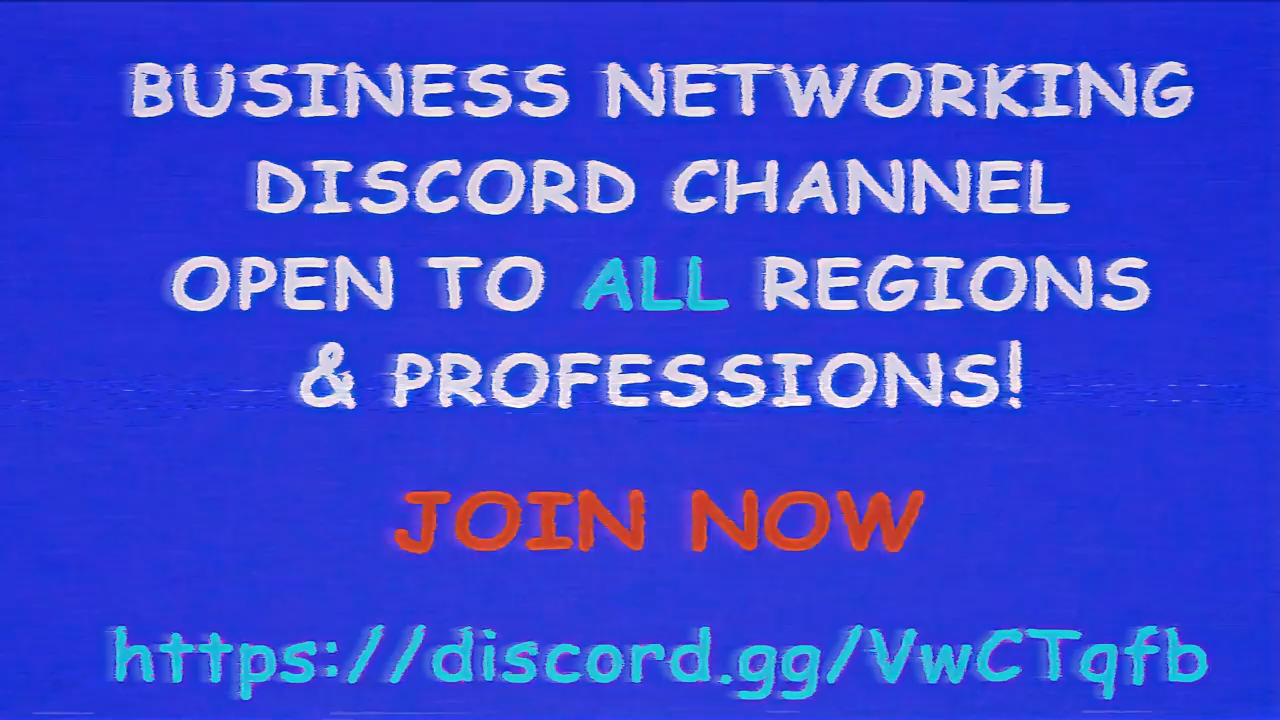 BUSINESS NETWORKING
DISCORD CHANNEL
OPEN TO ALL REGIONS
& PROFESSIONS!
JOIN NOW
https://discord.gg/VwCTqfb